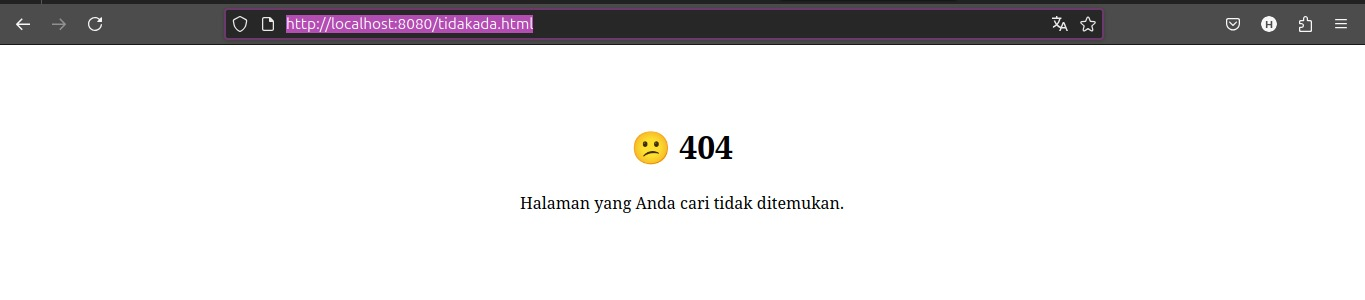 http://localhost:8080/tidakada.html
H
😕 404
Halaman yang Anda cari tidak ditemukan.